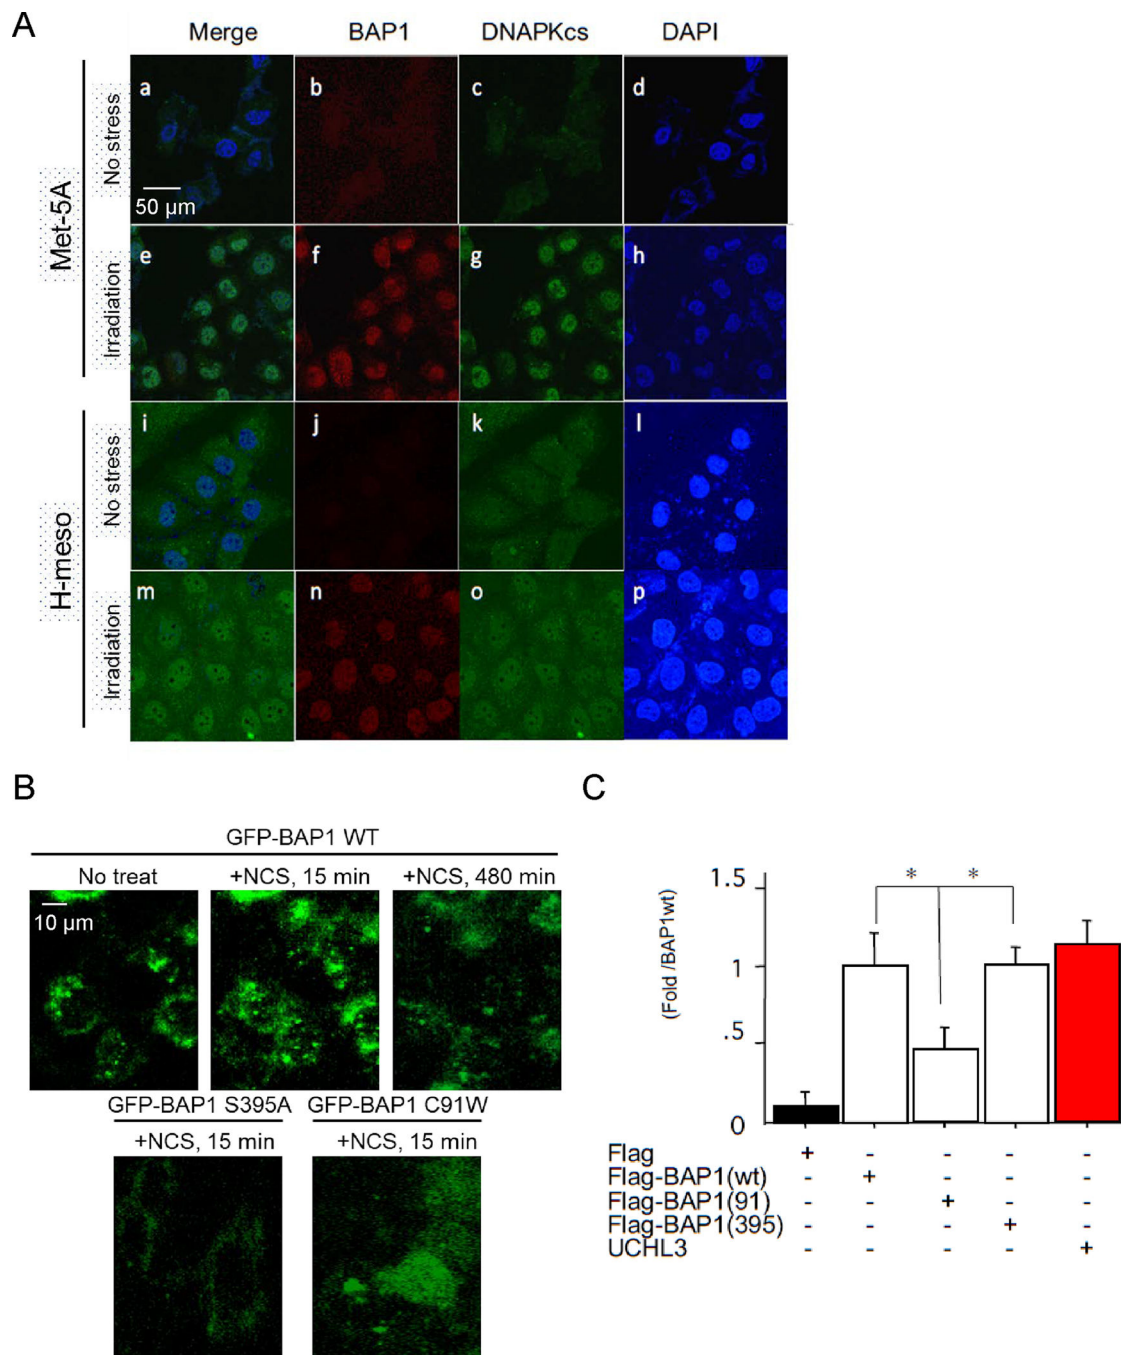 A
Merge BAP1 DNAPKcs DAPI
Met-5A
No stress
a b c d
50 µm
Irradiation
e f g h
H-meso
No stress
i j k l
Irradiation
m n o p
B
GFP-BAP1 WT
No treat +NCS, 15 min +NCS, 480 min
10 µm
GFP-BAP1 S395A GFP-BAP1 C91W
+NCS, 15 min +NCS, 15 min
C
(Fold /BAP1wt)
1.5
* *
1
.5
0
Flag + - - - -
Flag-BAP1(wt) - + - - -
Flag-BAP1(91) - - + - -
Flag-BAP1(395) - - - + -
UCHL3 - - - - +